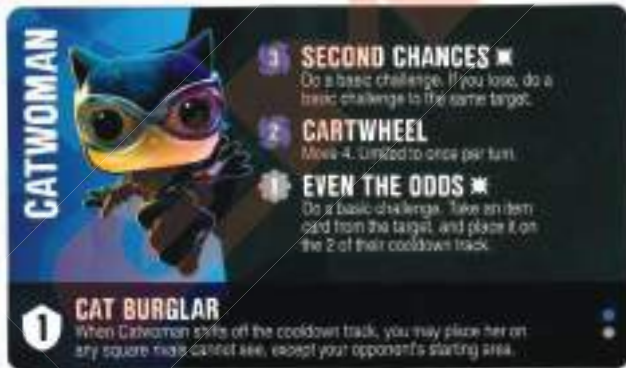 CATWOMAN
3 SECOND CHANCES
Do a basic challenge. If you lose, do a
basic challenge to the same target.
2 CARTWHEEL
Move 4. Limited to once per turn.
1 EVEN THE ODDS
Do a basic challenge. Take an item
card from the target, and place it on
the 2 of their cooldown track.
1 CAT BURGLAR
When Catwoman shifts off the cooldown track, you may place her on
any square rivals cannot see, except your opponent's starting area.